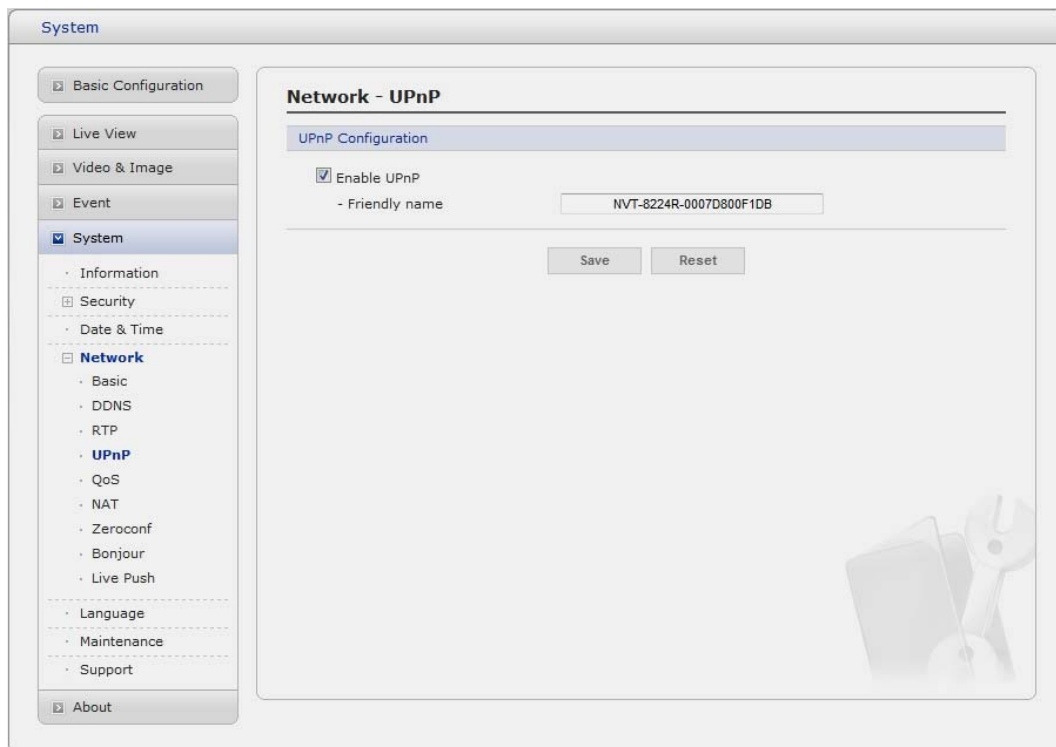 System
Basic Configuration
Live View
Video & Image
Event
System
· Information
Security
· Date & Time
Network
· Basic
· DDNS
· RTP
· UPnP
· QoS
· NAT
· Zeroconf
· Bonjour
· Live Push
· Language
· Maintenance
· Support
About
Network - UPnP
UPnP Configuration
Enable UPnP
- Friendly name NVT-8224R-0007D800F1DB
Save Reset